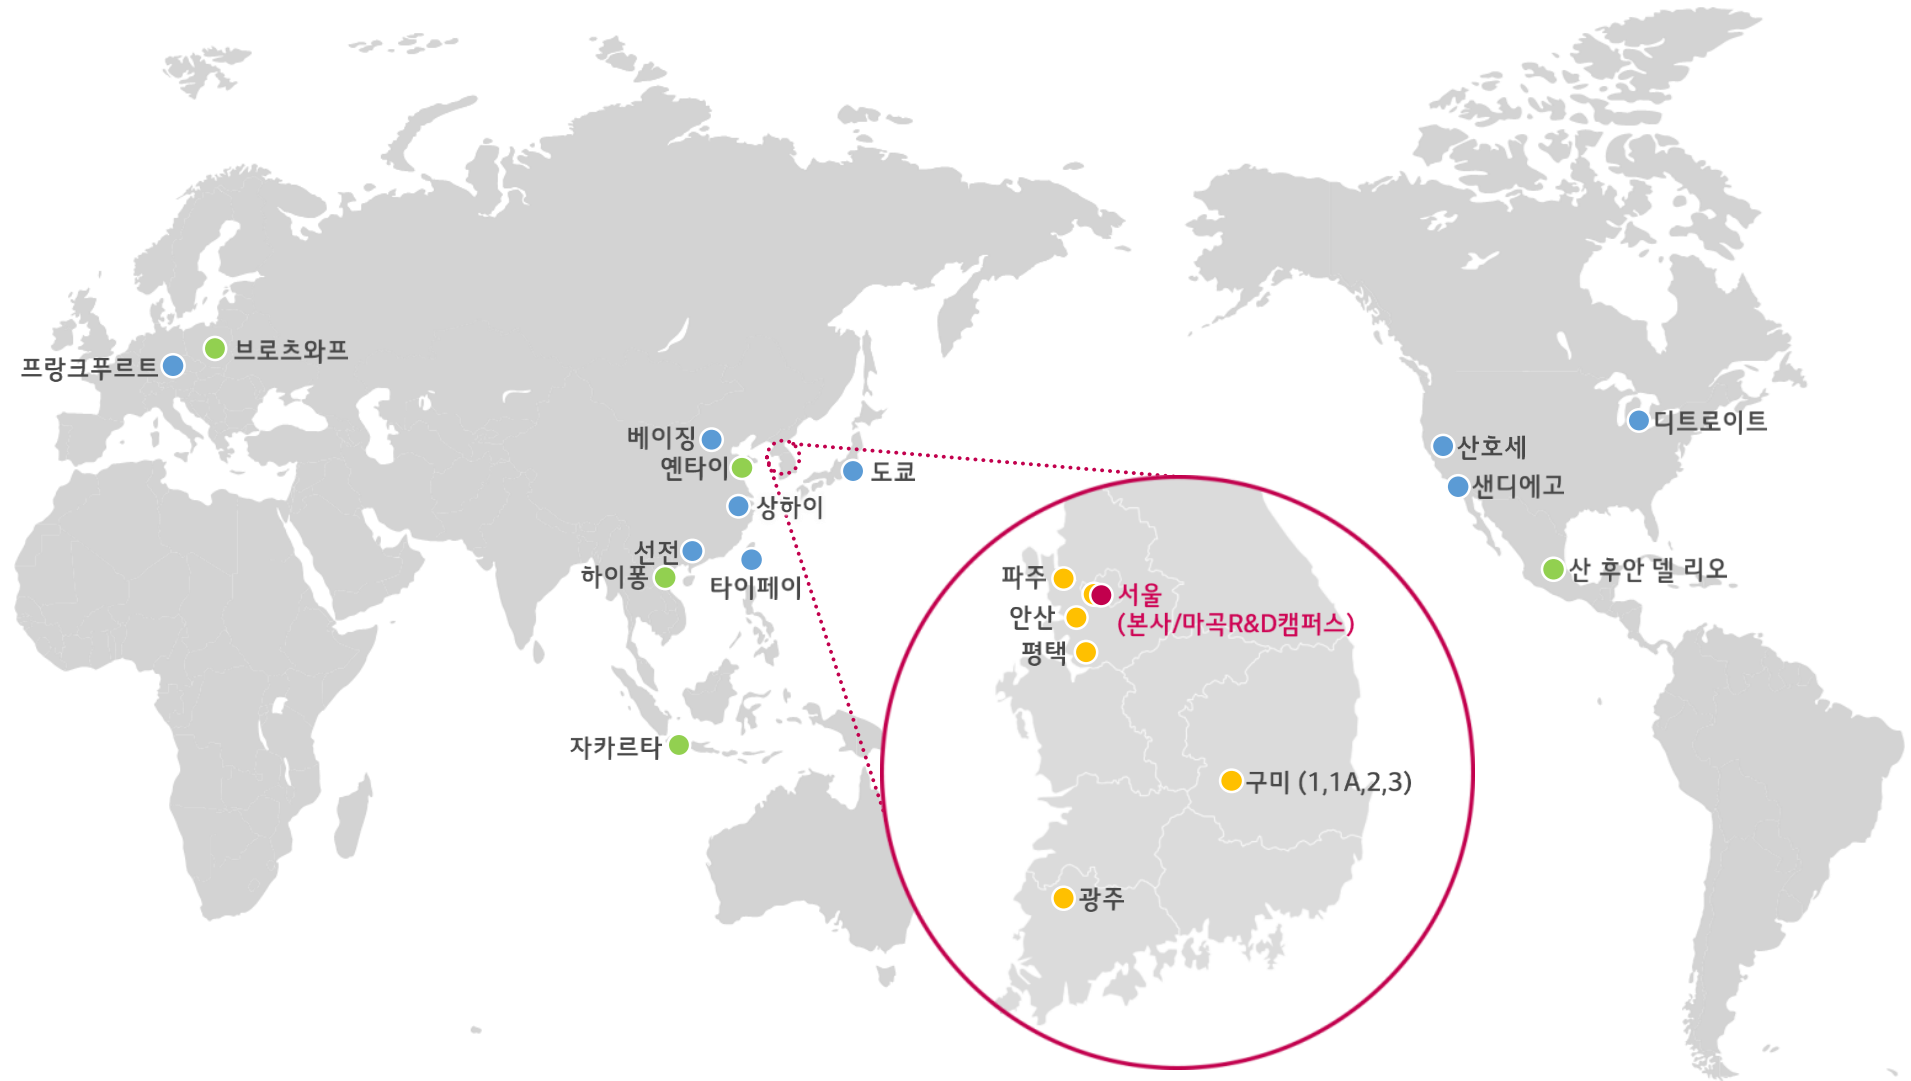 브로츠와프
프랑크푸르트
베이징
옌타이
도쿄
상하이
선전
하이퐁
타이페이
자카르타
디트로이트
산호세
샌디에고
산 후안 델 리오
파주
서울
(본사/마곡R&D캠퍼스)
안산
평택
구미 (1,1A,2,3)
광주